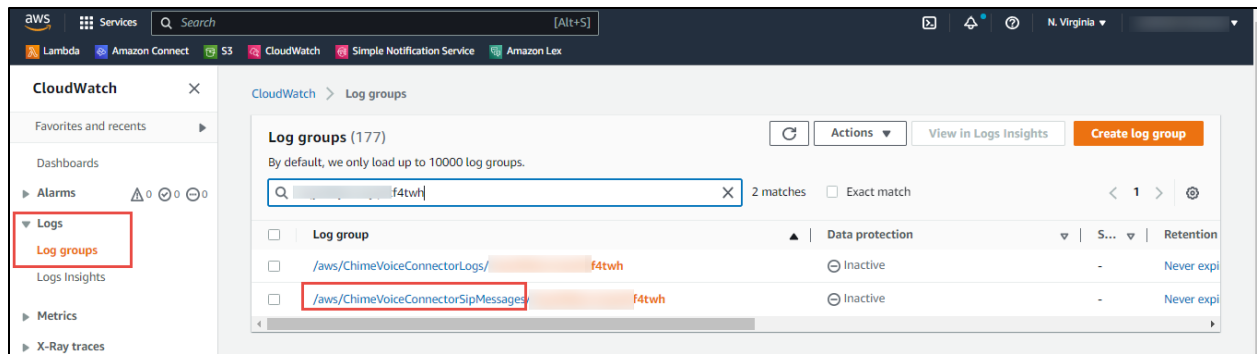 aws Services Search [Alt+S] N. Virginia
Lambda Amazon Connect S3 CloudWatch Simple Notification Service Amazon Lex
CloudWatch
Favorites and recents
Dashboards
Alarms 0 0 0
Logs
Log groups
Logs Insights
Metrics
X-Ray traces
CloudWatch > Log groups
Log groups (177) Actions View in Logs Insights Create log group
By default, we only load up to 10000 log groups.
f4twh 2 matches Exact match 1
Log group Data protection S... Retention
/aws/ChimeVoiceConnectorLogs/ f4twh Inactive - Never expi
/aws/ChimeVoiceConnectorSipMessages/ f4twh Inactive - Never expi